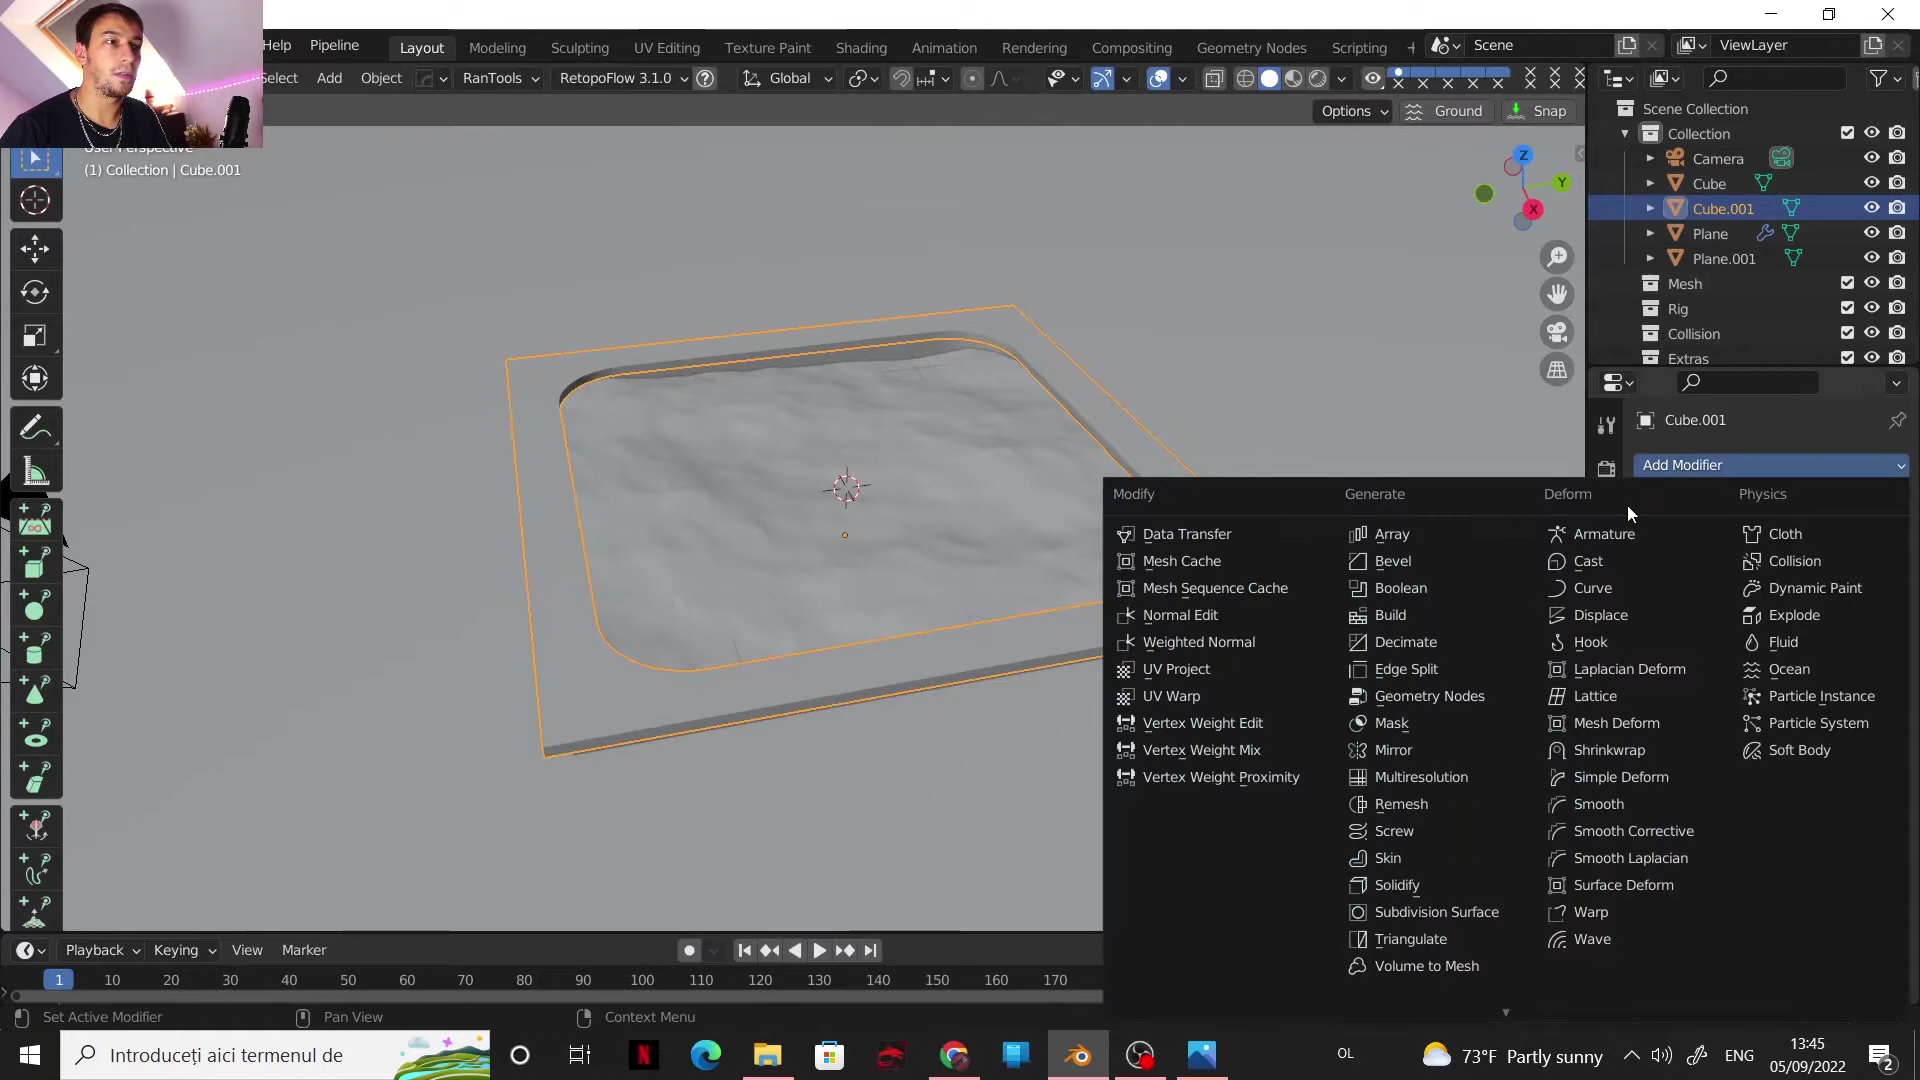 Help Pipeline Layout Modeling Sculpting UV Editing Texture Paint Shading Animation Rendering Compositing Geometry Nodes Scripting + Scene ViewLayer
Select Add Object RanTools RetopoFlow 3.1.0 Global
Options Ground Snap
(1) Collection | Cube.001
Z
Y
X
Scene Collection
Collection
Camera
Cube
Cube.001
Plane
Plane.001
Mesh
Rig
Collision
Extras
Cube.001
Add Modifier
Modify
Data Transfer
Mesh Cache
Mesh Sequence Cache
Normal Edit
Weighted Normal
UV Project
UV Warp
Vertex Weight Edit
Vertex Weight Mix
Vertex Weight Proximity
Generate
Array
Bevel
Boolean
Build
Decimate
Edge Split
Geometry Nodes
Mask
Mirror
Multiresolution
Remesh
Screw
Skin
Solidify
Subdivision Surface
Triangulate
Volume to Mesh
Deform
Armature
Cast
Curve
Displace
Hook
Laplacian Deform
Lattice
Mesh Deform
Shrinkwrap
Simple Deform
Smooth
Smooth Corrective
Smooth Laplacian
Surface Deform
Warp
Wave
Physics
Cloth
Collision
Dynamic Paint
Explode
Fluid
Ocean
Particle Instance
Particle System
Soft Body
Playback Keying View Marker
1 10 20 30 40 50 60 70 80 90 100 110 120 130 140 150 160 170
Set Active Modifier Pan View Context Menu
Introduceți aici termenul de
N
OL
73°F Partly sunny
ENG
13:45
05/09/2022
2